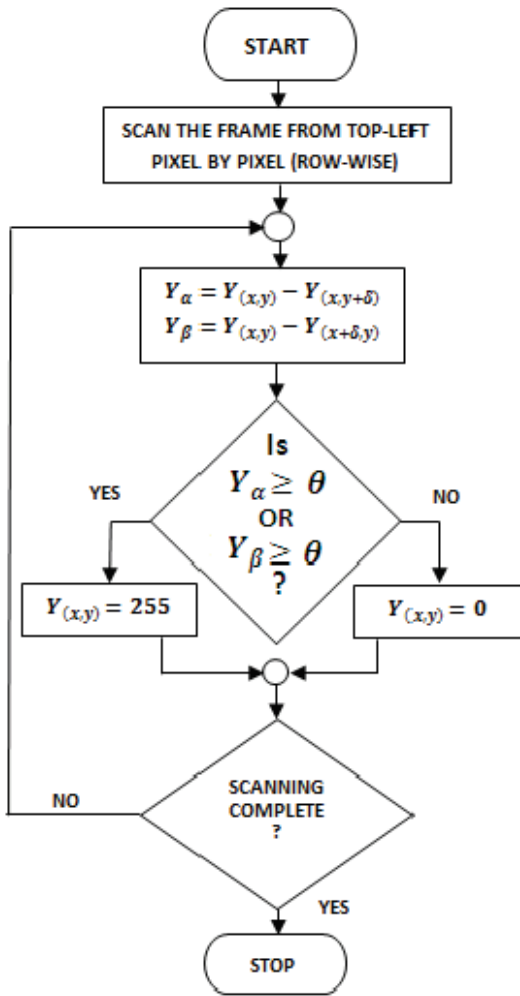 START
SCAN THE FRAME FROM TOP-LEFT
PIXEL BY PIXEL (ROW-WISE)
Y_α = Y_(x,y) − Y_(x,y+δ)
Y_β = Y_(x,y) − Y_(x+δ,y)
Is
Y_α ≥ θ
OR
Y_β ≥ θ
?
YES
NO
Y_(x,y) = 255
Y_(x,y) = 0
SCANNING
COMPLETE
?
NO
YES
STOP